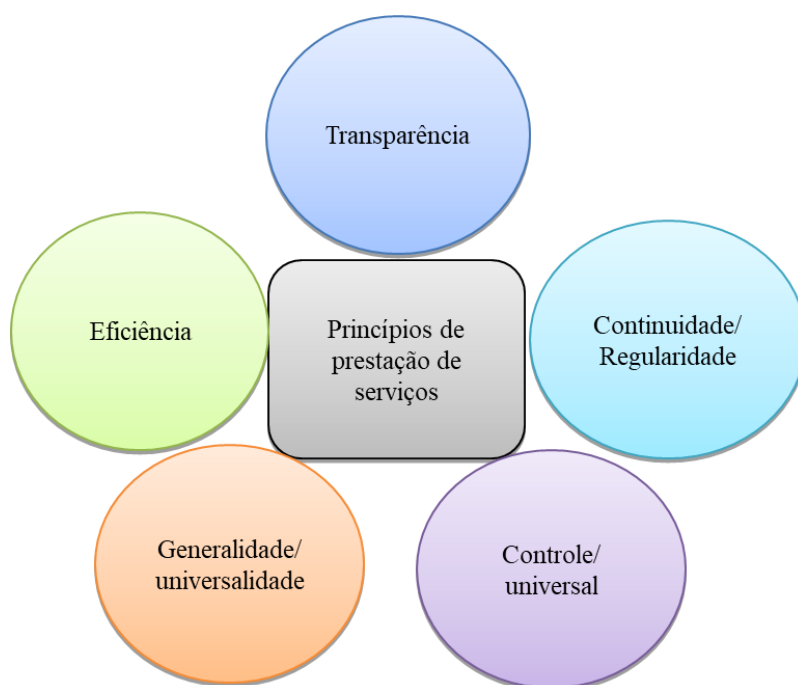 Transparência
Eficiência
Princípios de
prestação de
serviços
Continuidade/
Regularidade
Generalidade/
universalidade
Controle/
universal